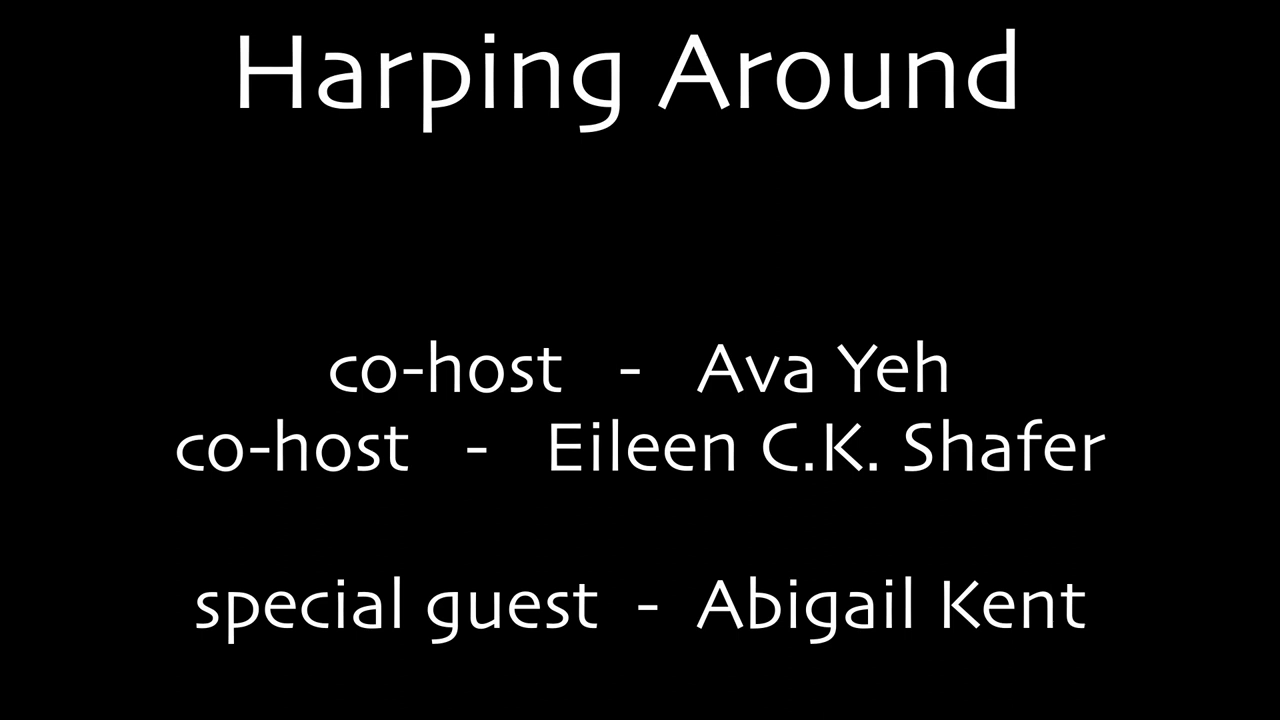 Harping Around
co-host - Ava Yeh
co-host - Eileen C.K. Shafer
special guest - Abigail Kent